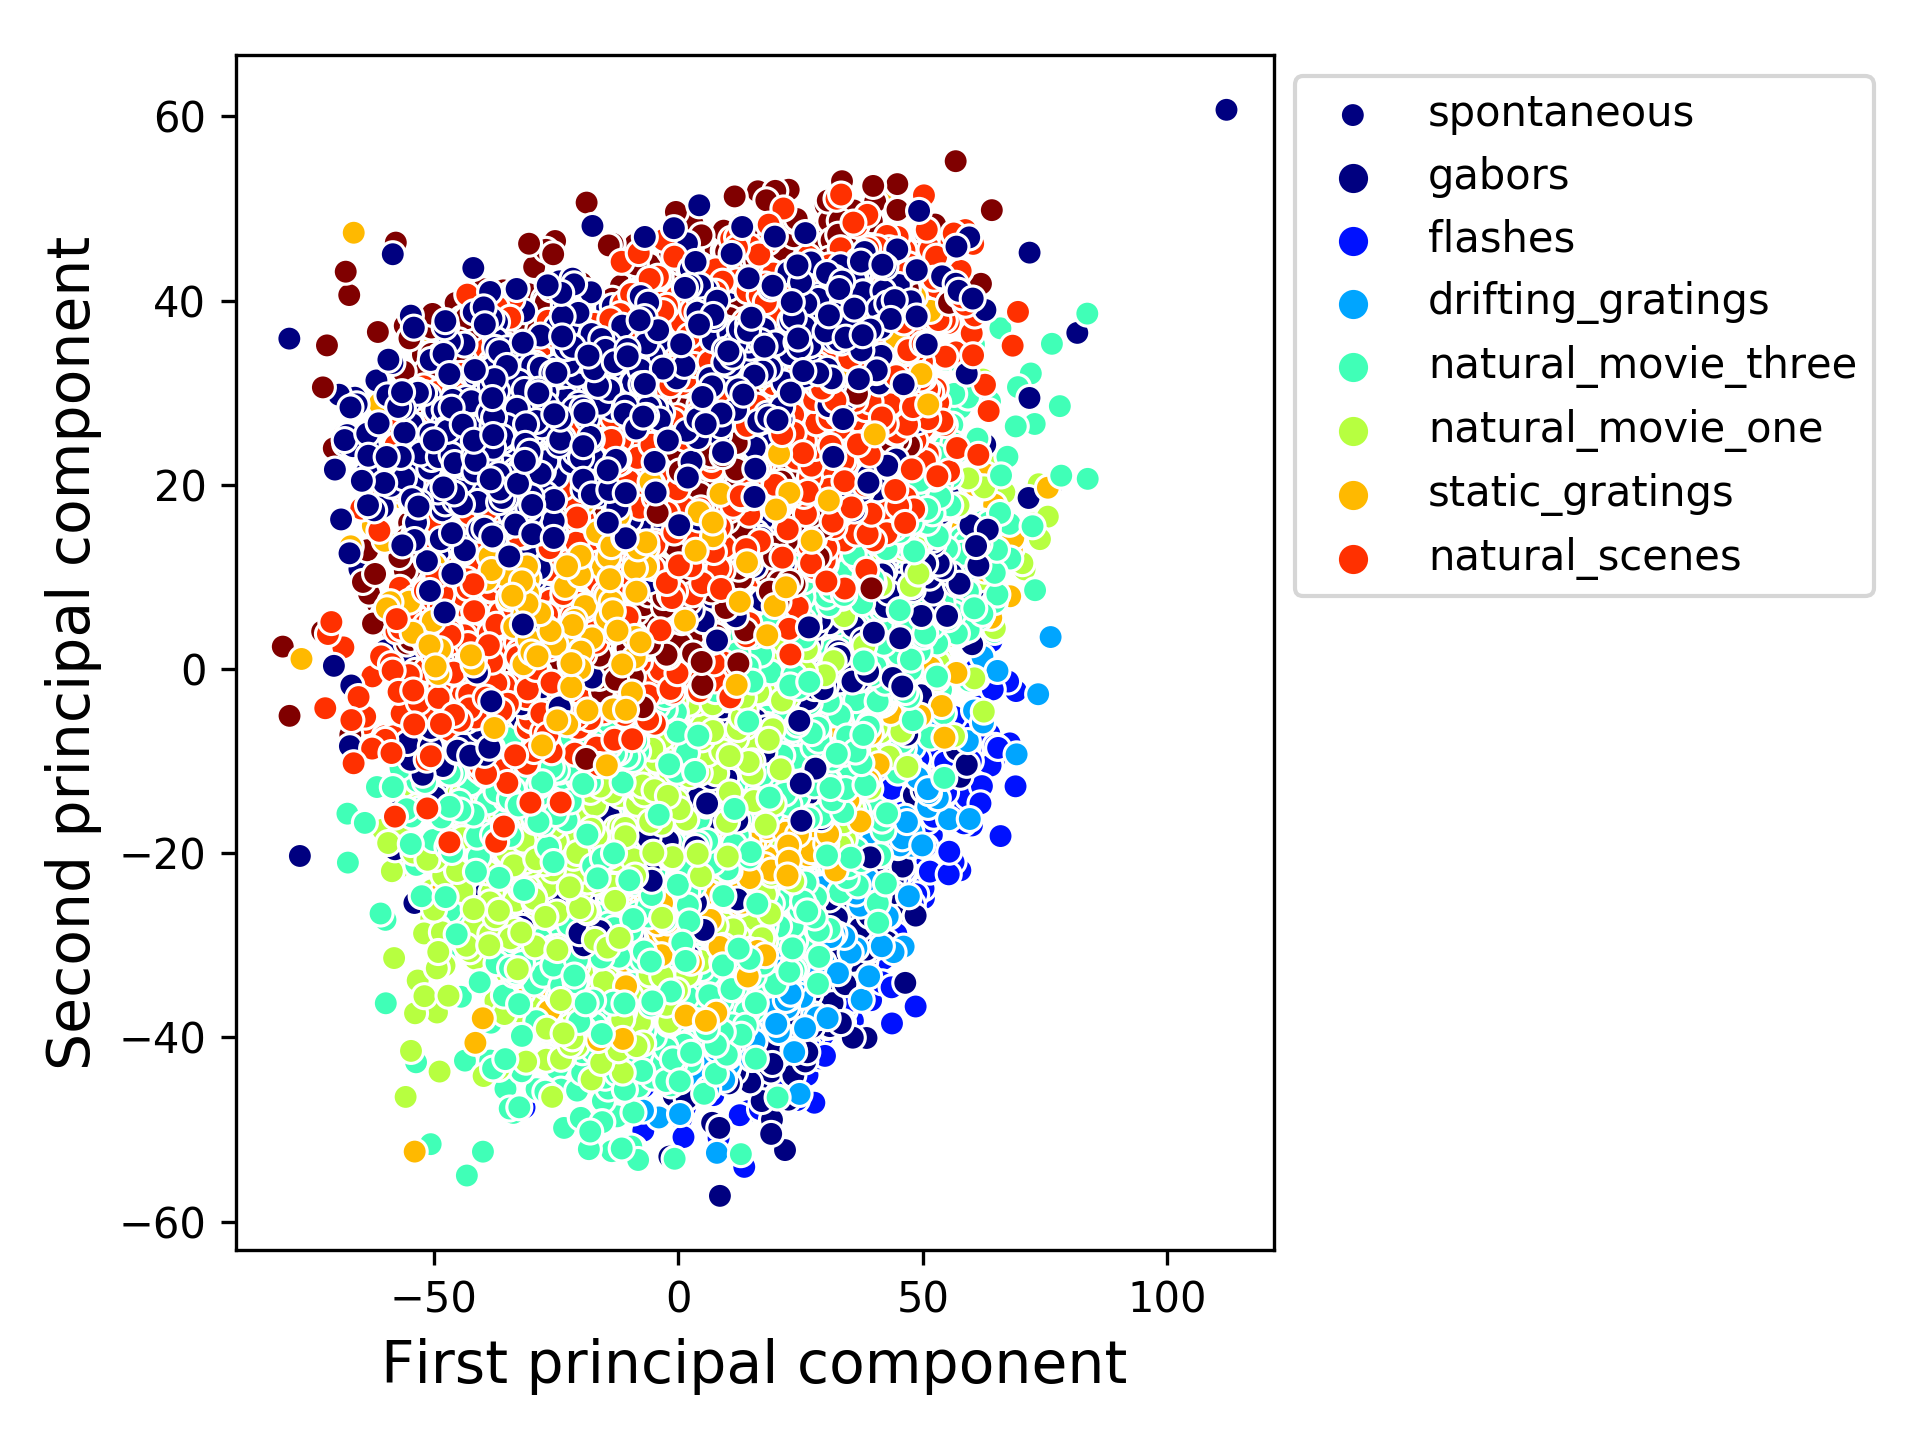 60
40
20
0
−20
−40
−60
−50
0
50
100
First principal component
Second principal component
spontaneous
gabors
flashes
drifting_gratings
natural_movie_three
natural_movie_one
static_gratings
natural_scenes